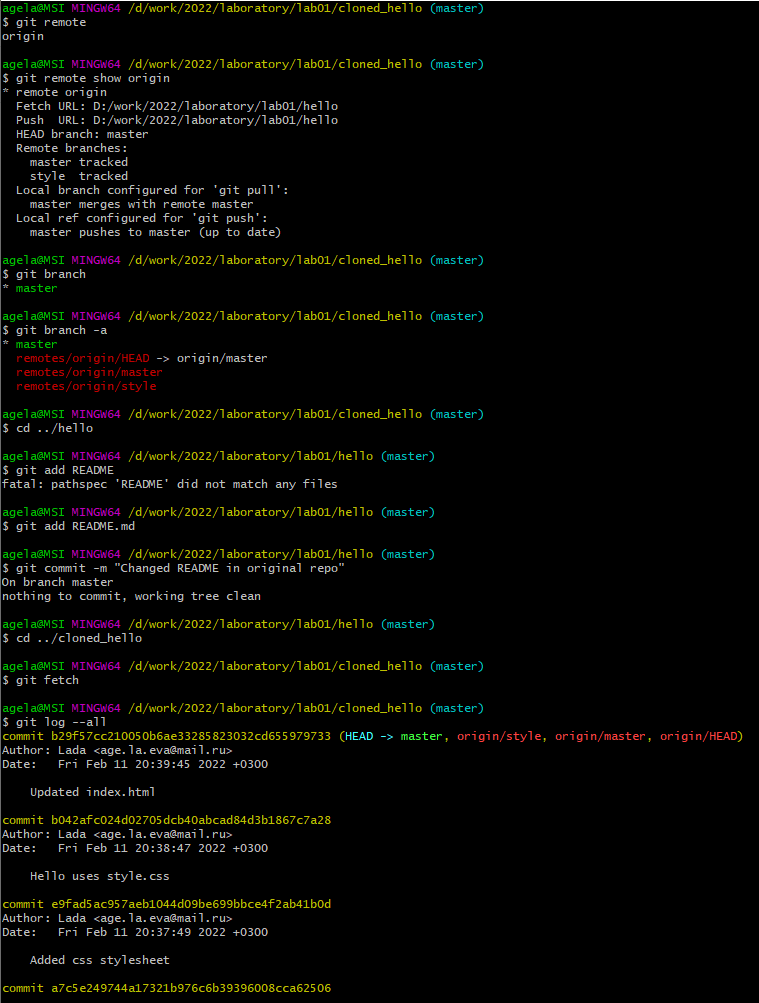 agela@MSI MINGW64 /d/work/2022/laboratory/lab01/cloned_hello (master)
$ git remote
origin

agela@MSI MINGW64 /d/work/2022/laboratory/lab01/cloned_hello (master)
$ git remote show origin
* remote origin
  Fetch URL: D:/work/2022/laboratory/lab01/hello
  Push  URL: D:/work/2022/laboratory/lab01/hello
  HEAD branch: master
  Remote branches:
    master tracked
    style  tracked
  Local branch configured for 'git pull':
    master merges with remote master
  Local ref configured for 'git push':
    master pushes to master (up to date)

agela@MSI MINGW64 /d/work/2022/laboratory/lab01/cloned_hello (master)
$ git branch
* master

agela@MSI MINGW64 /d/work/2022/laboratory/lab01/cloned_hello (master)
$ git branch -a
* master
  remotes/origin/HEAD -> origin/master
  remotes/origin/master
  remotes/origin/style

agela@MSI MINGW64 /d/work/2022/laboratory/lab01/cloned_hello (master)
$ cd ../hello

agela@MSI MINGW64 /d/work/2022/laboratory/lab01/hello (master)
$ git add README
fatal: pathspec 'README' did not match any files

agela@MSI MINGW64 /d/work/2022/laboratory/lab01/hello (master)
$ git add README.md

agela@MSI MINGW64 /d/work/2022/laboratory/lab01/hello (master)
$ git commit -m "Changed README in original repo"
On branch master
nothing to commit, working tree clean

agela@MSI MINGW64 /d/work/2022/laboratory/lab01/hello (master)
$ cd ../cloned_hello

agela@MSI MINGW64 /d/work/2022/laboratory/lab01/cloned_hello (master)
$ git fetch

agela@MSI MINGW64 /d/work/2022/laboratory/lab01/cloned_hello (master)
$ git log --all
commit b29f57cc210050b6ae33285823032cd655979733 (HEAD -> master, origin/style, origin/master, origin/HEAD)
Author: Lada <age.la.eva@mail.ru>
Date:   Fri Feb 11 20:39:45 2022 +0300

    Updated index.html

commit b042afc024d02705dcb40abcad84d3b1867c7a28
Author: Lada <age.la.eva@mail.ru>
Date:   Fri Feb 11 20:38:47 2022 +0300

    Hello uses style.css

commit e9fad5ac957aeb1044d09be699bbce4f2ab41b0d
Author: Lada <age.la.eva@mail.ru>
Date:   Fri Feb 11 20:37:49 2022 +0300

    Added css stylesheet

commit a7c5e249744a17321b976c6b39396008cca62506